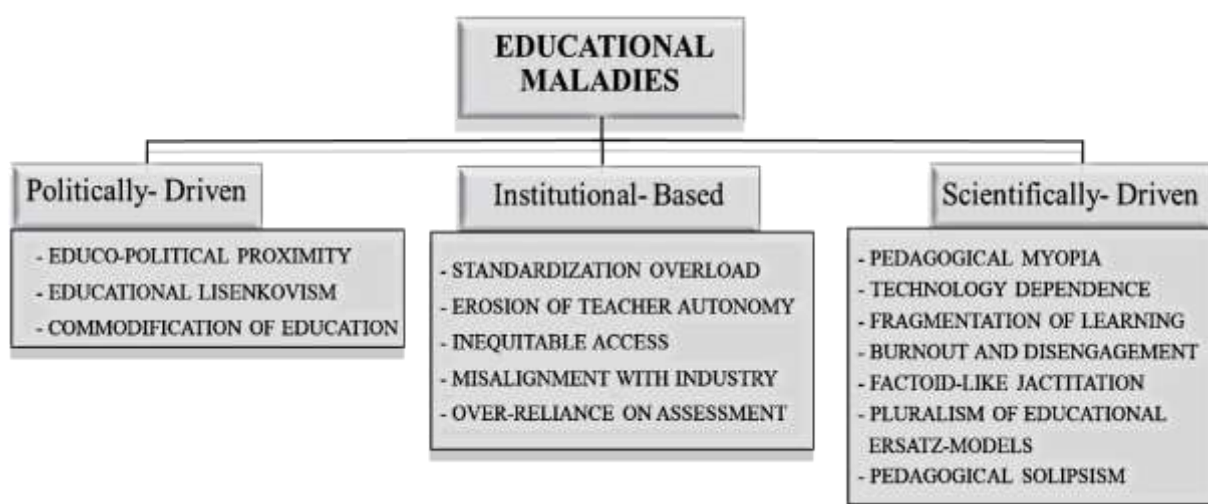 EDUCATIONAL
MALADIES
Politically- Driven
- EDUCO-POLITICAL PROXIMITY
- EDUCATIONAL LISENKOVISM
- COMMODIFICATION OF EDUCATION
Institutional- Based
- STANDARDIZATION OVERLOAD
- EROSION OF TEACHER AUTONOMY
- INEQUITABLE ACCESS
- MISALIGNMENT WITH INDUSTRY
- OVER-RELIANCE ON ASSESSMENT
Scientifically- Driven
- PEDAGOGICAL MYOPIA
- TECHNOLOGY DEPENDENCE
- FRAGMENTATION OF LEARNING
- BURNOUT AND DISENGAGEMENT
- FACTOID-LIKE JACTITATION
- PLURALISM OF EDUCATIONAL
ERSATZ-MODELS
- PEDAGOGICAL SOLIPSISM